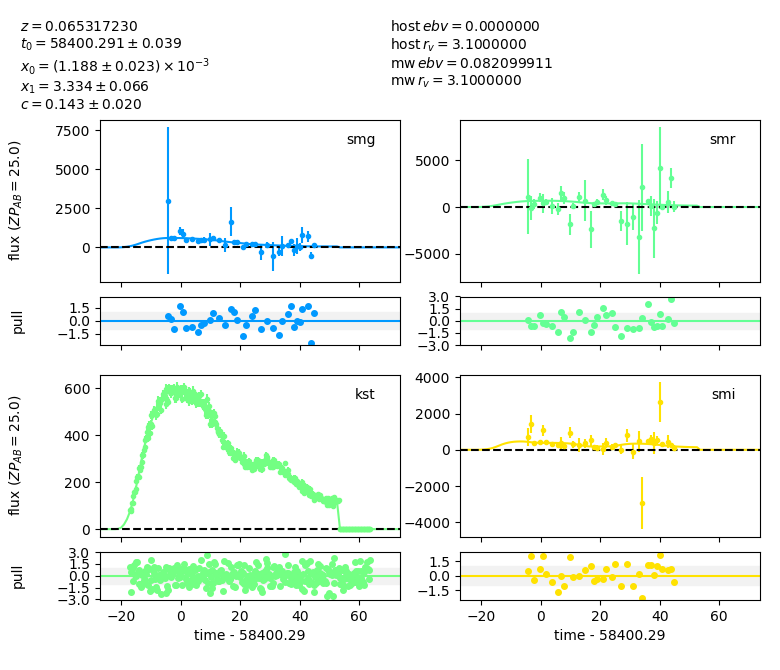 z = 0.065317230
t₀ = 58400.291 ± 0.039
x₀ = (1.188 ± 0.023) × 10⁻³
x₁ = 3.334 ± 0.066
c = 0.143 ± 0.020
host ebv = 0.0000000
host r_v = 3.1000000
mw ebv = 0.082099911
mw r_v = 3.1000000
smg
7500
5000
2500
0
flux (ZP_AB = 25.0)
smr
5000
0
−5000
pull
1.5
0.0
−1.5
3.0
1.5
0.0
−1.5
−3.0
kst
600
400
200
0
flux (ZP_AB = 25.0)
smi
4000
2000
0
−2000
−4000
pull
3.0
1.5
0.0
−1.5
−3.0
1.5
0.0
−1.5
−20 0 20 40 60
time - 58400.29
−20 0 20 40 60
time - 58400.29